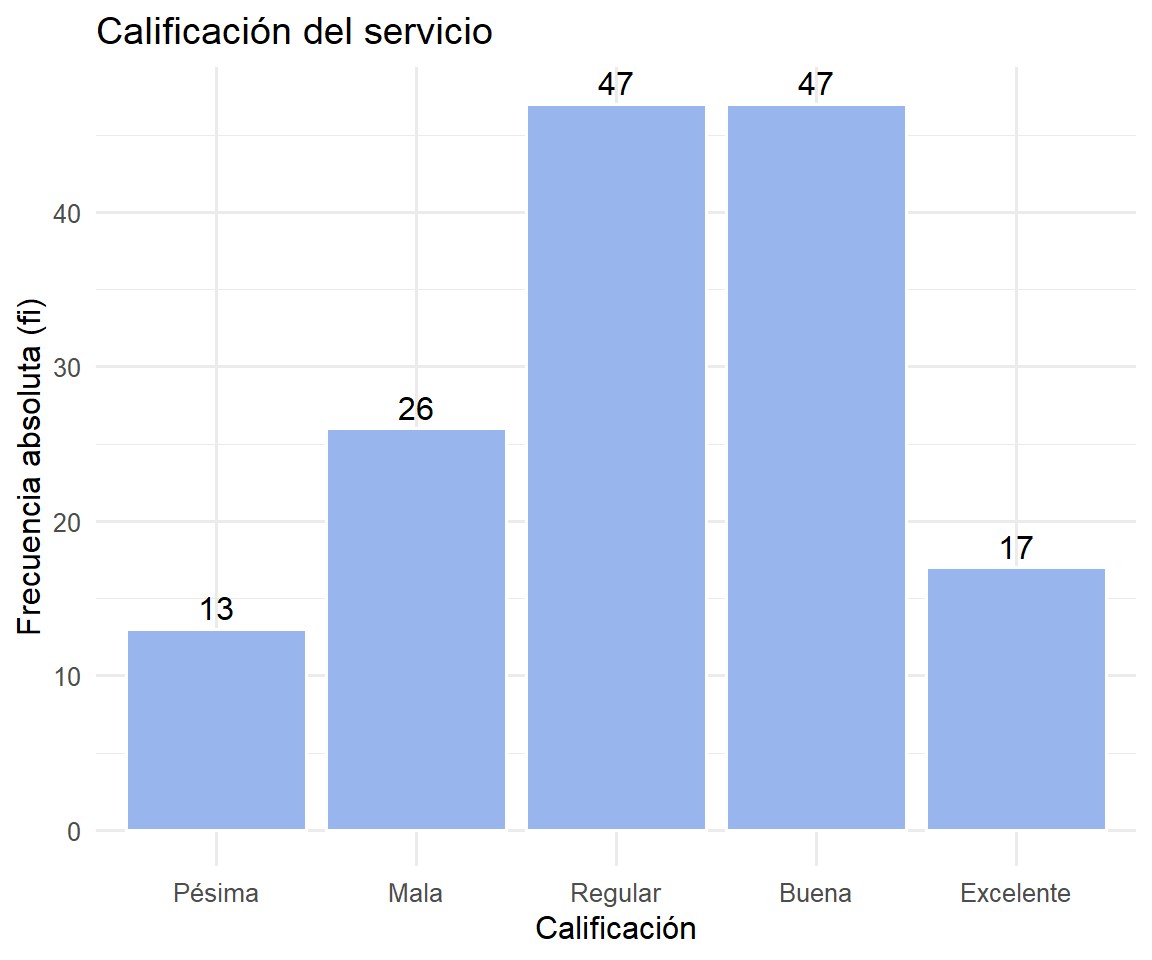 Calificación del servicio
47
47
26
17
13
Frecuencia absoluta (fi)
40
30
20
10
0
Pésima
Mala
Regular
Buena
Excelente
Calificación